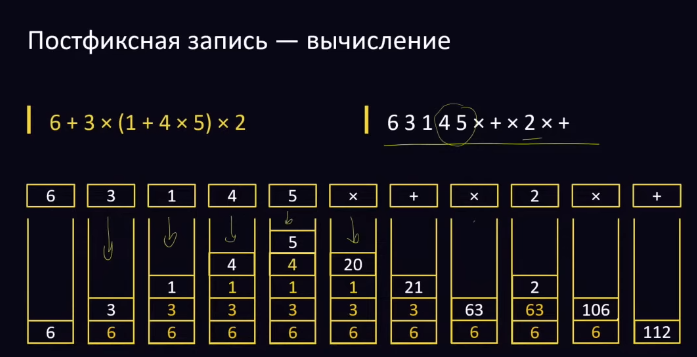 Постфиксная запись — вычисление
6 + 3 × (1 + 4 × 5) × 2
6 3 1 4 5 × + × 2 × +
6 3 1 4 5 × + × 2 × +
5
4 4 20
1 1 1 1 21 2
3 3 3 3 3 3 63 63 106
6 6 6 6 6 6 6 6 6 6 112